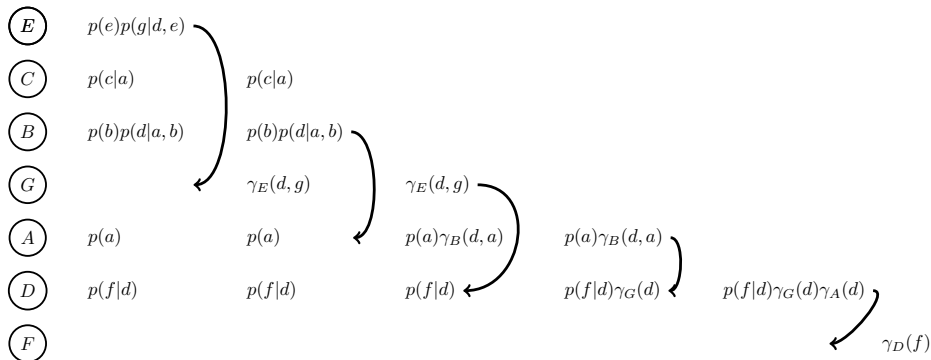 E p(e)p(g|d, e)
C p(c|a) p(c|a)
B p(b)p(d|a, b) p(b)p(d|a, b)
G γ_E(d, g) γ_E(d, g)
A p(a) p(a) p(a)γ_B(d, a) p(a)γ_B(d, a)
D p(f|d) p(f|d) p(f|d) p(f|d)γ_G(d) p(f|d)γ_G(d)γ_A(d)
F γ_D(f)